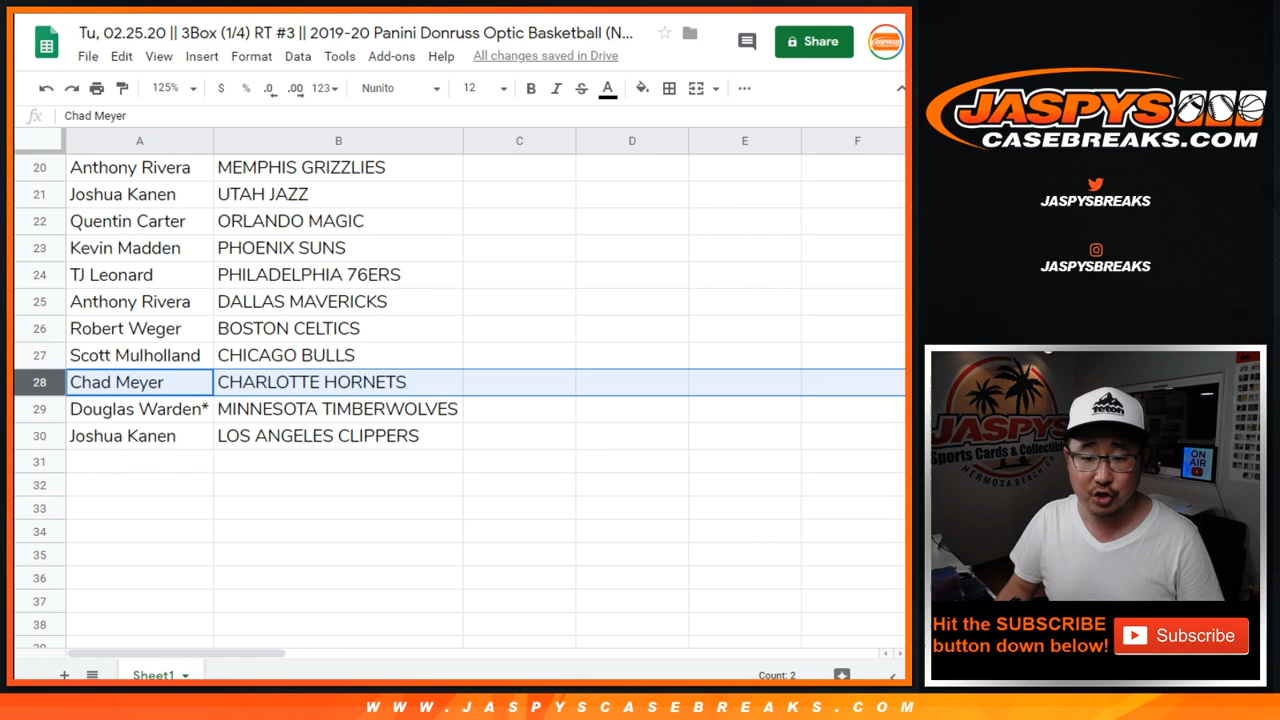 Tu, 02.25.20 || 3Box (1/4) RT #3 || 2019-20 Panini Donruss Optic Basketball (N...
Share
File Edit View Insert Format Data Tools Add-ons Help All changes saved in Drive
125% $ % .0 .00 123 Nunito 12 B I S A
fx Chad Meyer
A B C D E F
20 Anthony Rivera MEMPHIS GRIZZLIES
21 Joshua Kanen UTAH JAZZ
22 Quentin Carter ORLANDO MAGIC
23 Kevin Madden PHOENIX SUNS
24 TJ Leonard PHILADELPHIA 76ERS
25 Anthony Rivera DALLAS MAVERICKS
26 Robert Weger BOSTON CELTICS
27 Scott Mulholland CHICAGO BULLS
28 Chad Meyer CHARLOTTE HORNETS
29 Douglas Warden* MINNESOTA TIMBERWOLVES
30 Joshua Kanen LOS ANGELES CLIPPERS
31
32
33
34
35
36
37
38
39
Sheet1 Count: 2
JASPYS
CASEBREAKS.COM
JASPYSBREAKS
JASPYSBREAKS
JASPYS
Sports Cards & Collectibles
HERMOSA BEACH, CA
teton
ON
AIR
Hit the SUBSCRIBE
button down below!
Subscribe
WWW.JASPYSCASEBREAKS.COM